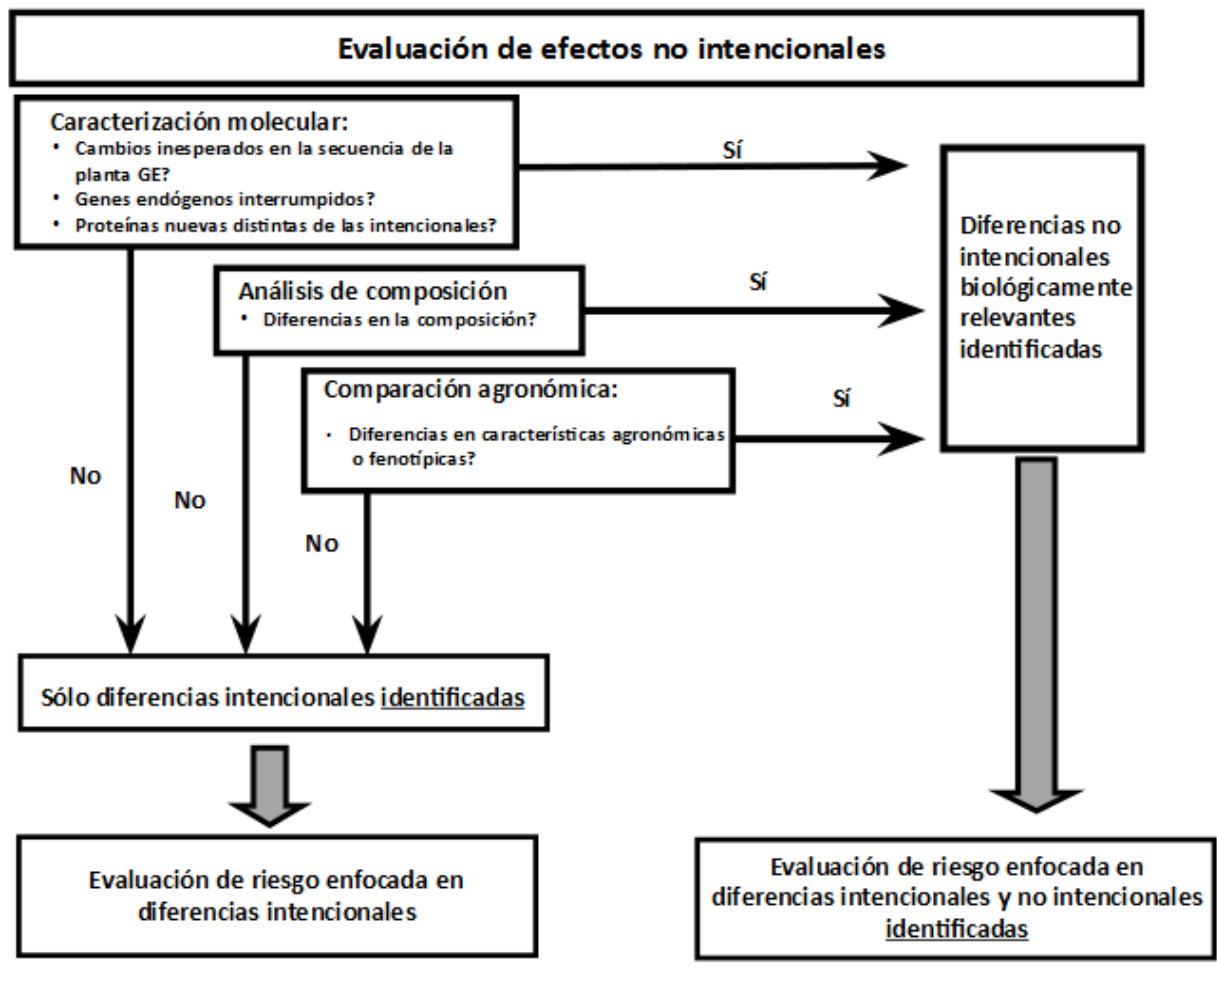 Evaluación de efectos no intencionales
Caracterización molecular:
• Cambios inesperados en la secuencia de la
planta GE?
• Genes endógenos interrumpidos?
• Proteínas nuevas distintas de las intencionales?
Sí
Análisis de composición
• Diferencias en la composición?
Sí
Comparación agronómica:
• Diferencias en características agronómicas
o fenotípicas?
Sí
Diferencias no
intencionales
biológicamente
relevantes
identificadas
No
No
No
Sólo diferencias intencionales identificadas
Evaluación de riesgo enfocada en
diferencias intencionales
Evaluación de riesgo enfocada en
diferencias intencionales y no intencionales
identificadas